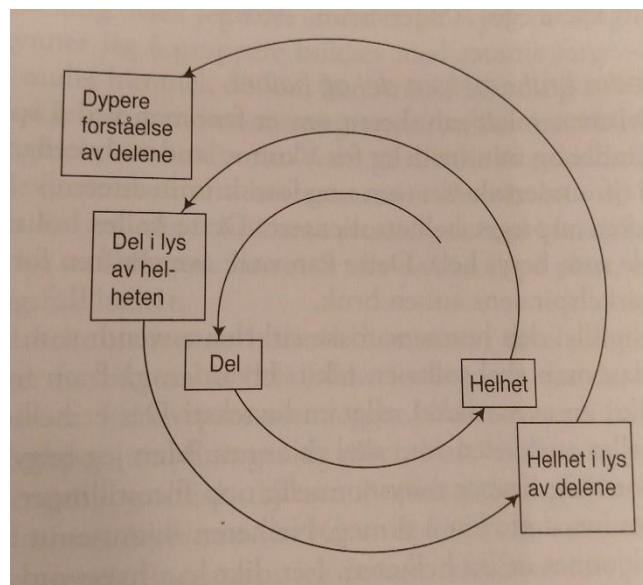 Dypere
forståelse
av delene
Del i lys
av hel-
heten
Del
Helhet
Helhet i lys
av delene